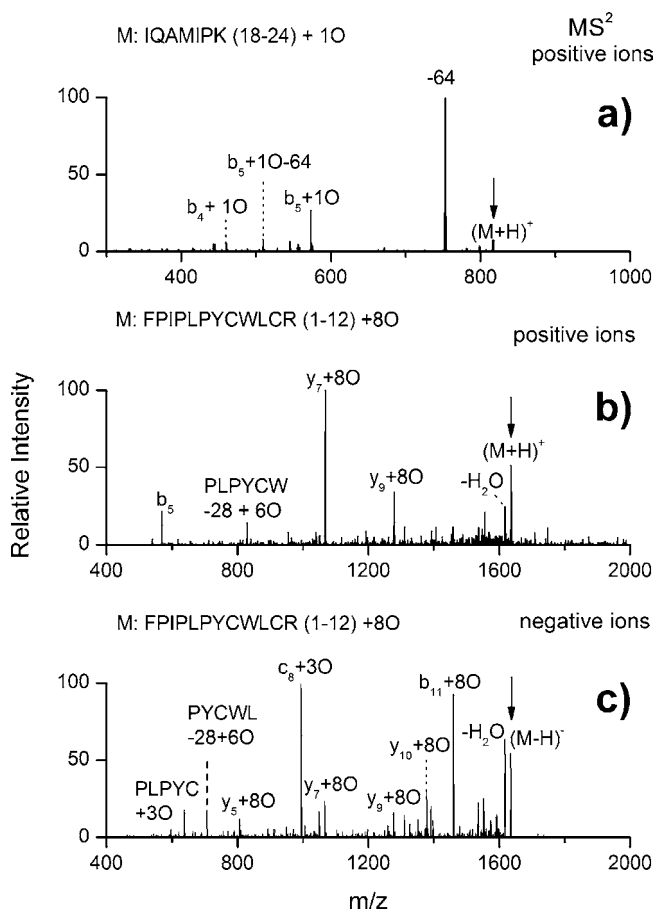 M: IQAMIPK (18-24) + 1O
MS²
positive ions
a)
-64
b₅+1O-64
b₄+ 1O
b₅+1O
(M+H)⁺
100
50
0
400
600
800
1000
M: FPIPLPYCWLCR (1-12) +8O
positive ions
b)
y₇+8O
(M+H)⁺
y₉+8O
-H₂O
PLPYCW
-28 + 6O
b₅
100
50
0
400
800
1200
1600
2000
Relative Intensity
M: FPIPLPYCWLCR (1-12) +8O
negative ions
c)
c₈+3O
b₁₁+8O
PYCWL
-28+6O
-H₂O
(M-H)⁻
y₁₀+8O
PLPYC
+3O
y₅+8O
y₇+8O
y₉+8O
100
50
0
400
800
1200
1600
2000
m/z